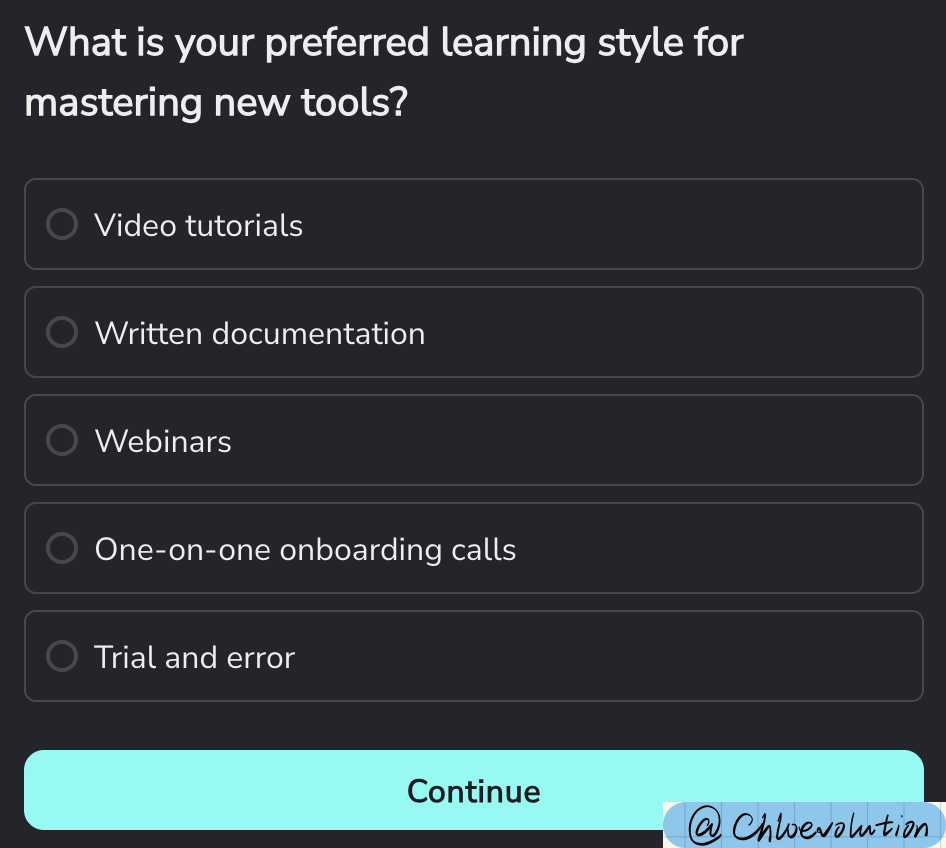 What is your preferred learning style for
mastering new tools?
Video tutorials
Written documentation
Webinars
One-on-one onboarding calls
Trial and error
Continue
@ Chloevolution